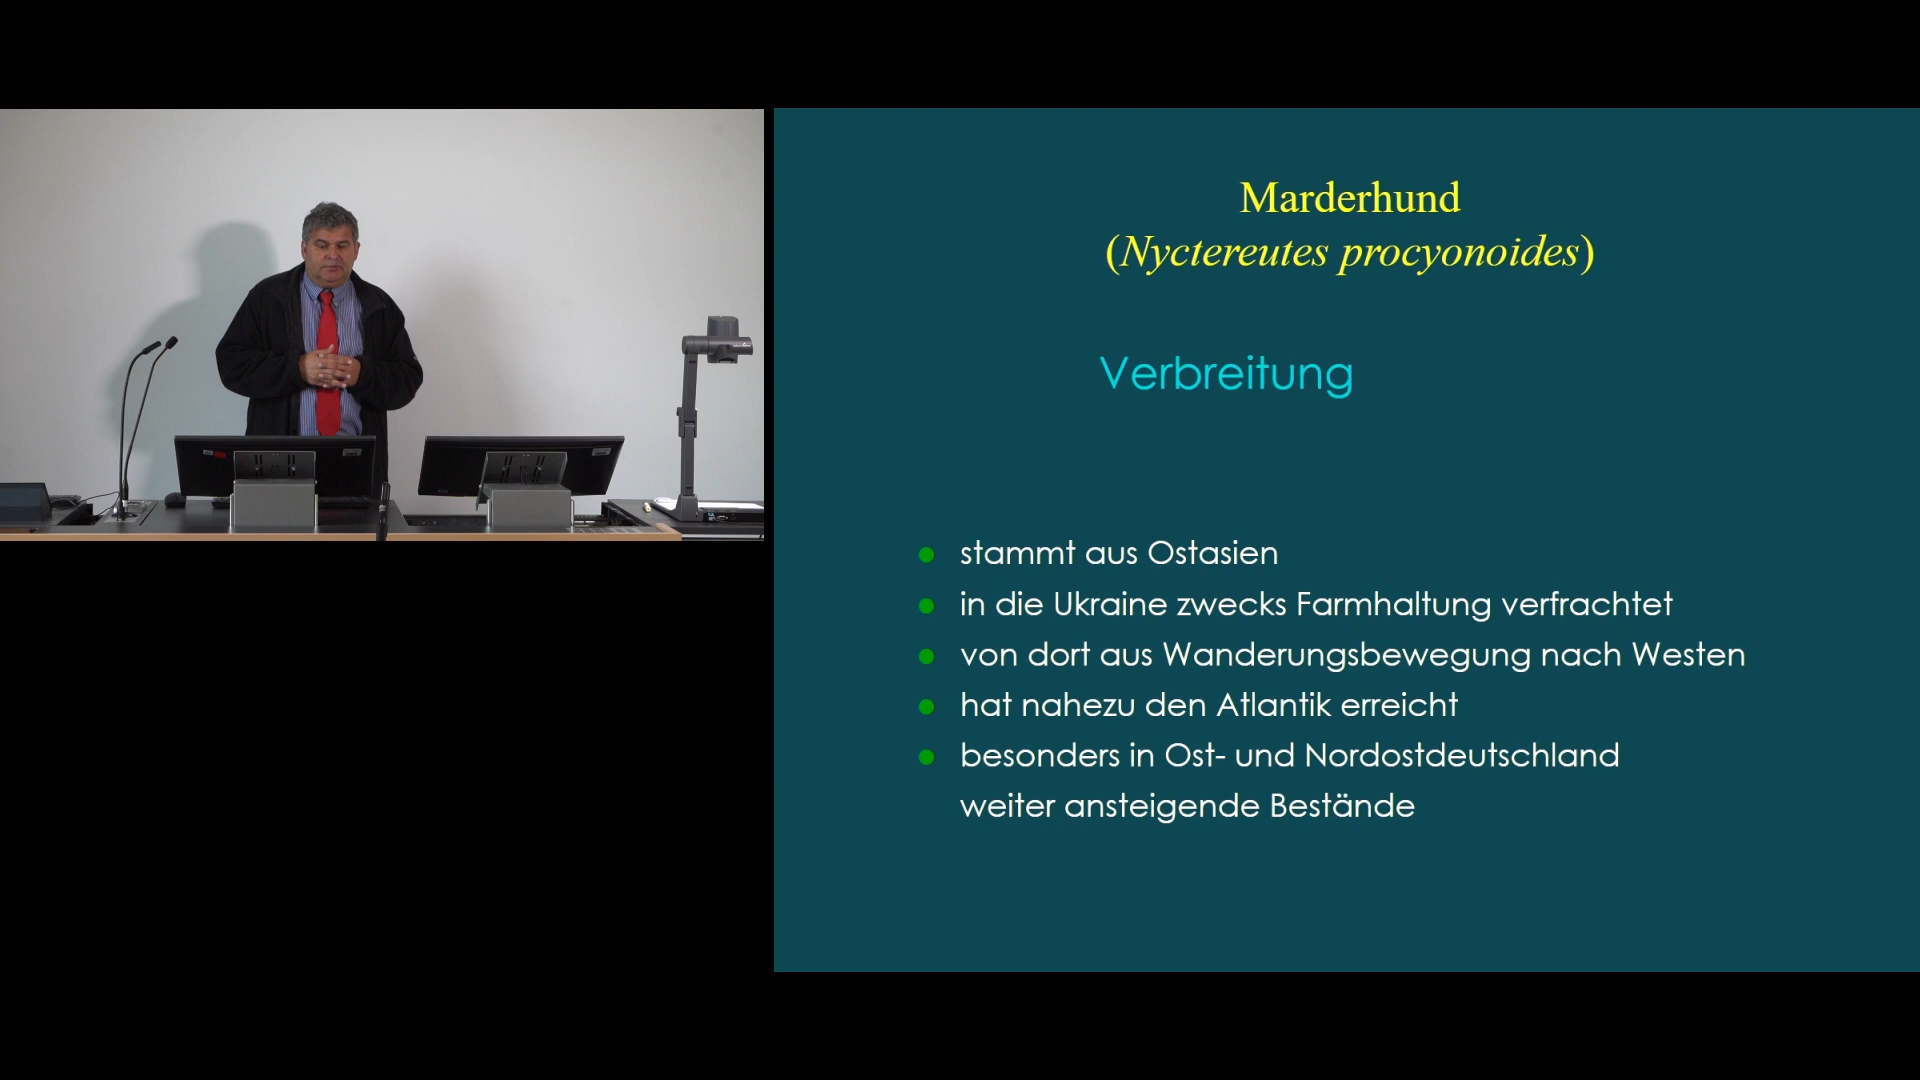 Marderhund
(Nyctereutes procyonoides)
Verbreitung
stammt aus Ostasien
in die Ukraine zwecks Farmhaltung verfrachtet
von dort aus Wanderungsbewegung nach Westen
hat nahezu den Atlantik erreicht
besonders in Ost- und Nordostdeutschland
weiter ansteigende Bestände